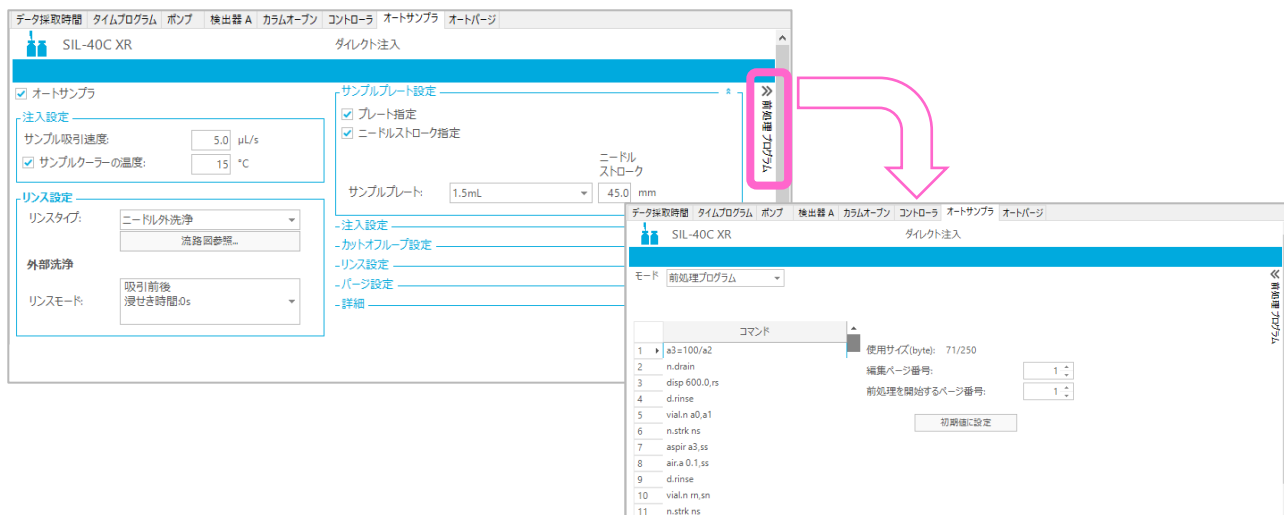 データ採取時間 タイムプログラム ポンプ 検出器 A カラムオーブン コントローラ オートサンプラ オートパージ
SIL-40C XR ダイレクト注入
オートサンプラ
注入設定
サンプル吸引速度: 5.0 µL/s
サンプルクーラーの温度: 15 °C
リンス設定
リンスタイプ: ニードル外洗浄
流路図参照...
外部洗浄
リンスモード: 吸引前後
浸せき時間:0s
サンプルプレート設定
プレート指定
ニードルストローク指定
ニードル
ストローク
サンプルプレート: 1.5mL 45.0 mm
注入設定
カットオフループ設定
リンス設定
パージ設定
詳細
前処理 プログラム
データ採取時間 タイムプログラム ポンプ 検出器 A カラムオーブン コントローラ オートサンプラ オートパージ
SIL-40C XR ダイレクト注入
モード 前処理プログラム
前処理 プログラム
コマンド
1 a3=100/a2
2 n.drain
3 disp 600.0,rs
4 d.rinse
5 vial.n a0,a1
6 n.strk ns
7 aspir a3,ss
8 air.a 0.1,ss
9 d.rinse
10 vial.n rn,sn
11 n.strk ns
使用サイズ(byte): 71/250
編集ページ番号: 1
前処理を開始するページ番号: 1
初期値に設定